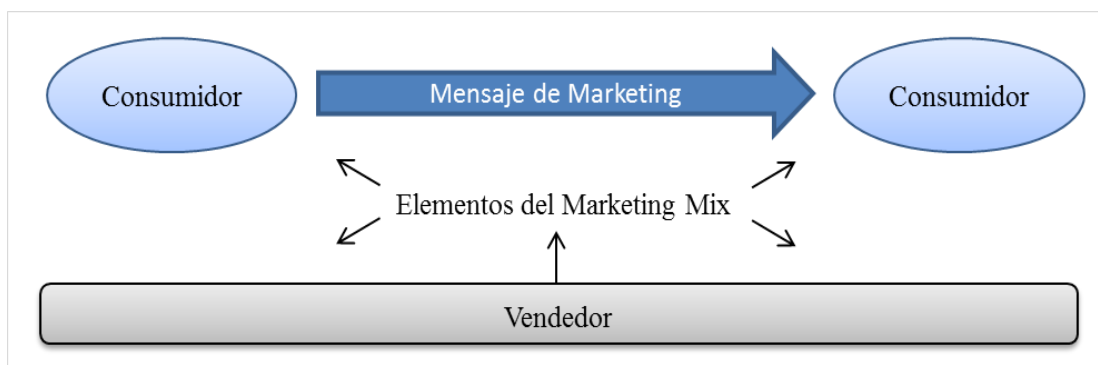 Consumidor
Mensaje de Marketing
Consumidor
Elementos del Marketing Mix
Vendedor